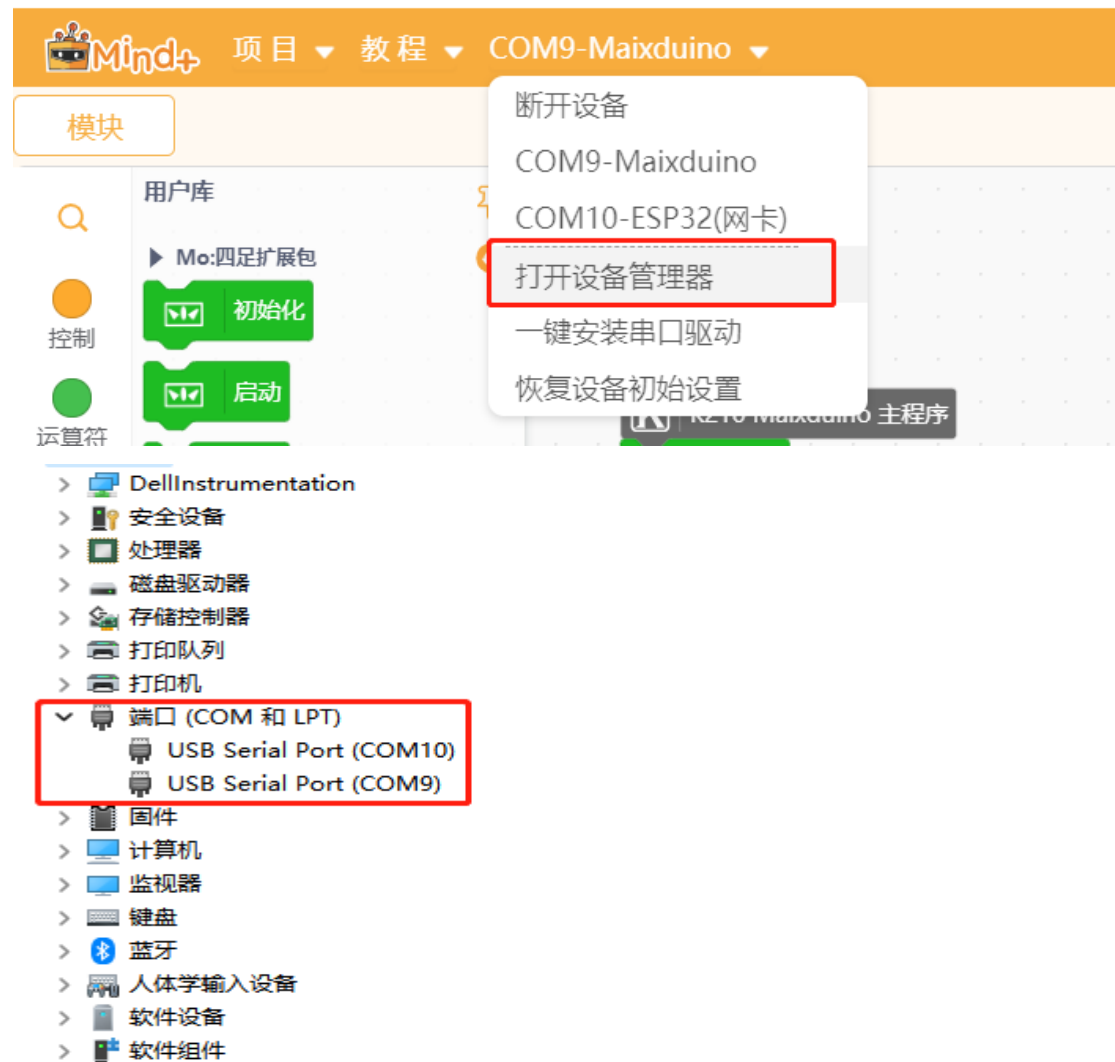 Mind+ 项目 教程 COM9-Maixduino
模块
断开设备
COM9-Maixduino
COM10-ESP32(网卡)
打开设备管理器
一键安装串口驱动
恢复设备初始设置
用户库
Mo:四足扩展包
初始化
控制
启动
运算符
K210 Maixduino 主程序
DellInstrumentation
安全设备
处理器
磁盘驱动器
存储控制器
打印队列
打印机
端口 (COM 和 LPT)
USB Serial Port (COM10)
USB Serial Port (COM9)
固件
计算机
监视器
键盘
蓝牙
人体学输入设备
软件设备
软件组件